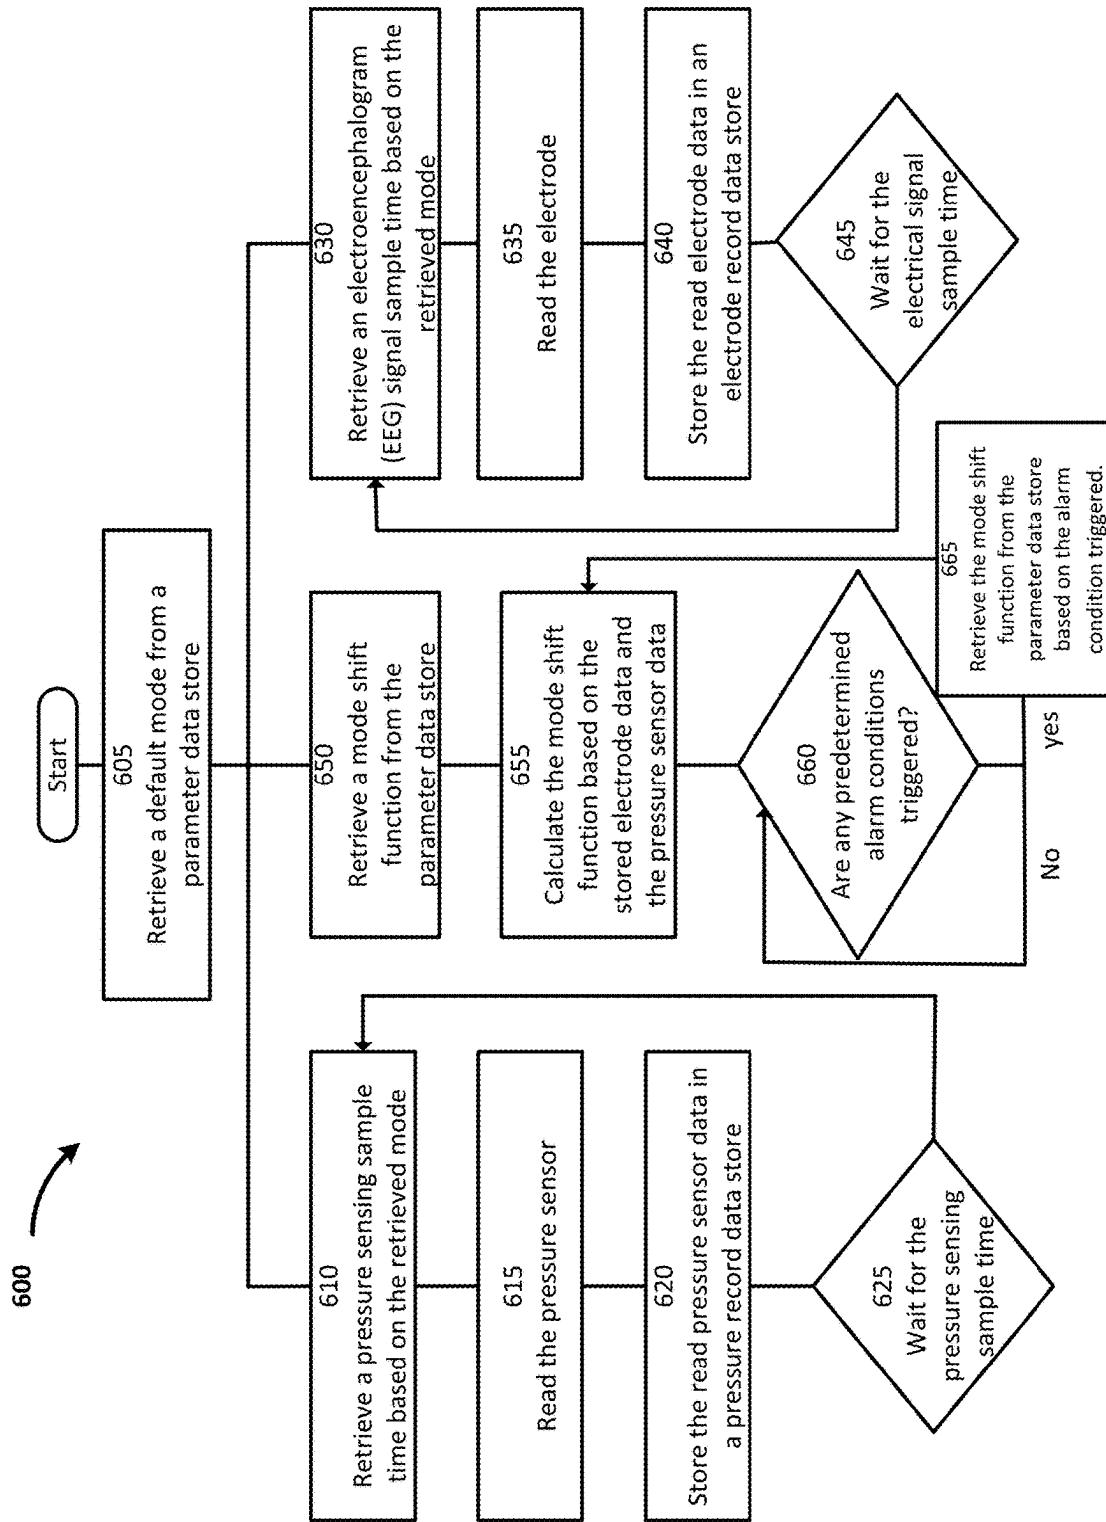 600
Start
605
Retrieve a default mode from a
parameter data store
610
Retrieve a pressure sensing sample
time based on the retrieved mode
615
Read the pressure sensor
620
Store the read pressure sensor data in
a pressure record data store
625
Wait for the
pressure sensing
sample time
650
Retrieve a mode shift
function from the
parameter data store
655
Calculate the mode shift
function based on the
stored electrode data and
the pressure sensor data
660
Are any predetermined
alarm conditions
triggered?
No
yes
665
Retrieve the mode shift
function from the
parameter data store
based on the alarm
condition triggered.
630
Retrieve an electroencephalogram
(EEG) signal sample time based on the
retrieved mode
635
Read the electrode
640
Store the read electrode data in an
electrode record data store
645
Wait for the
electrical signal
sample time